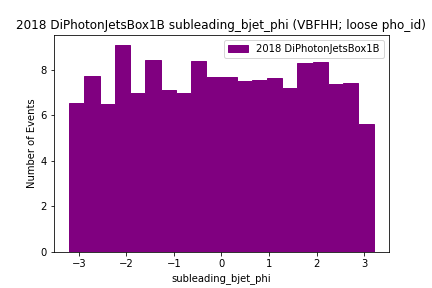 2018 DiPhotonJetsBox1B subleading_bjet_phi (VBFHH; loose pho_id)
2018 DiPhotonJetsBox1B
Number of Events
8
6
4
2
0
−3 −2 −1 0 1 2 3
subleading_bjet_phi